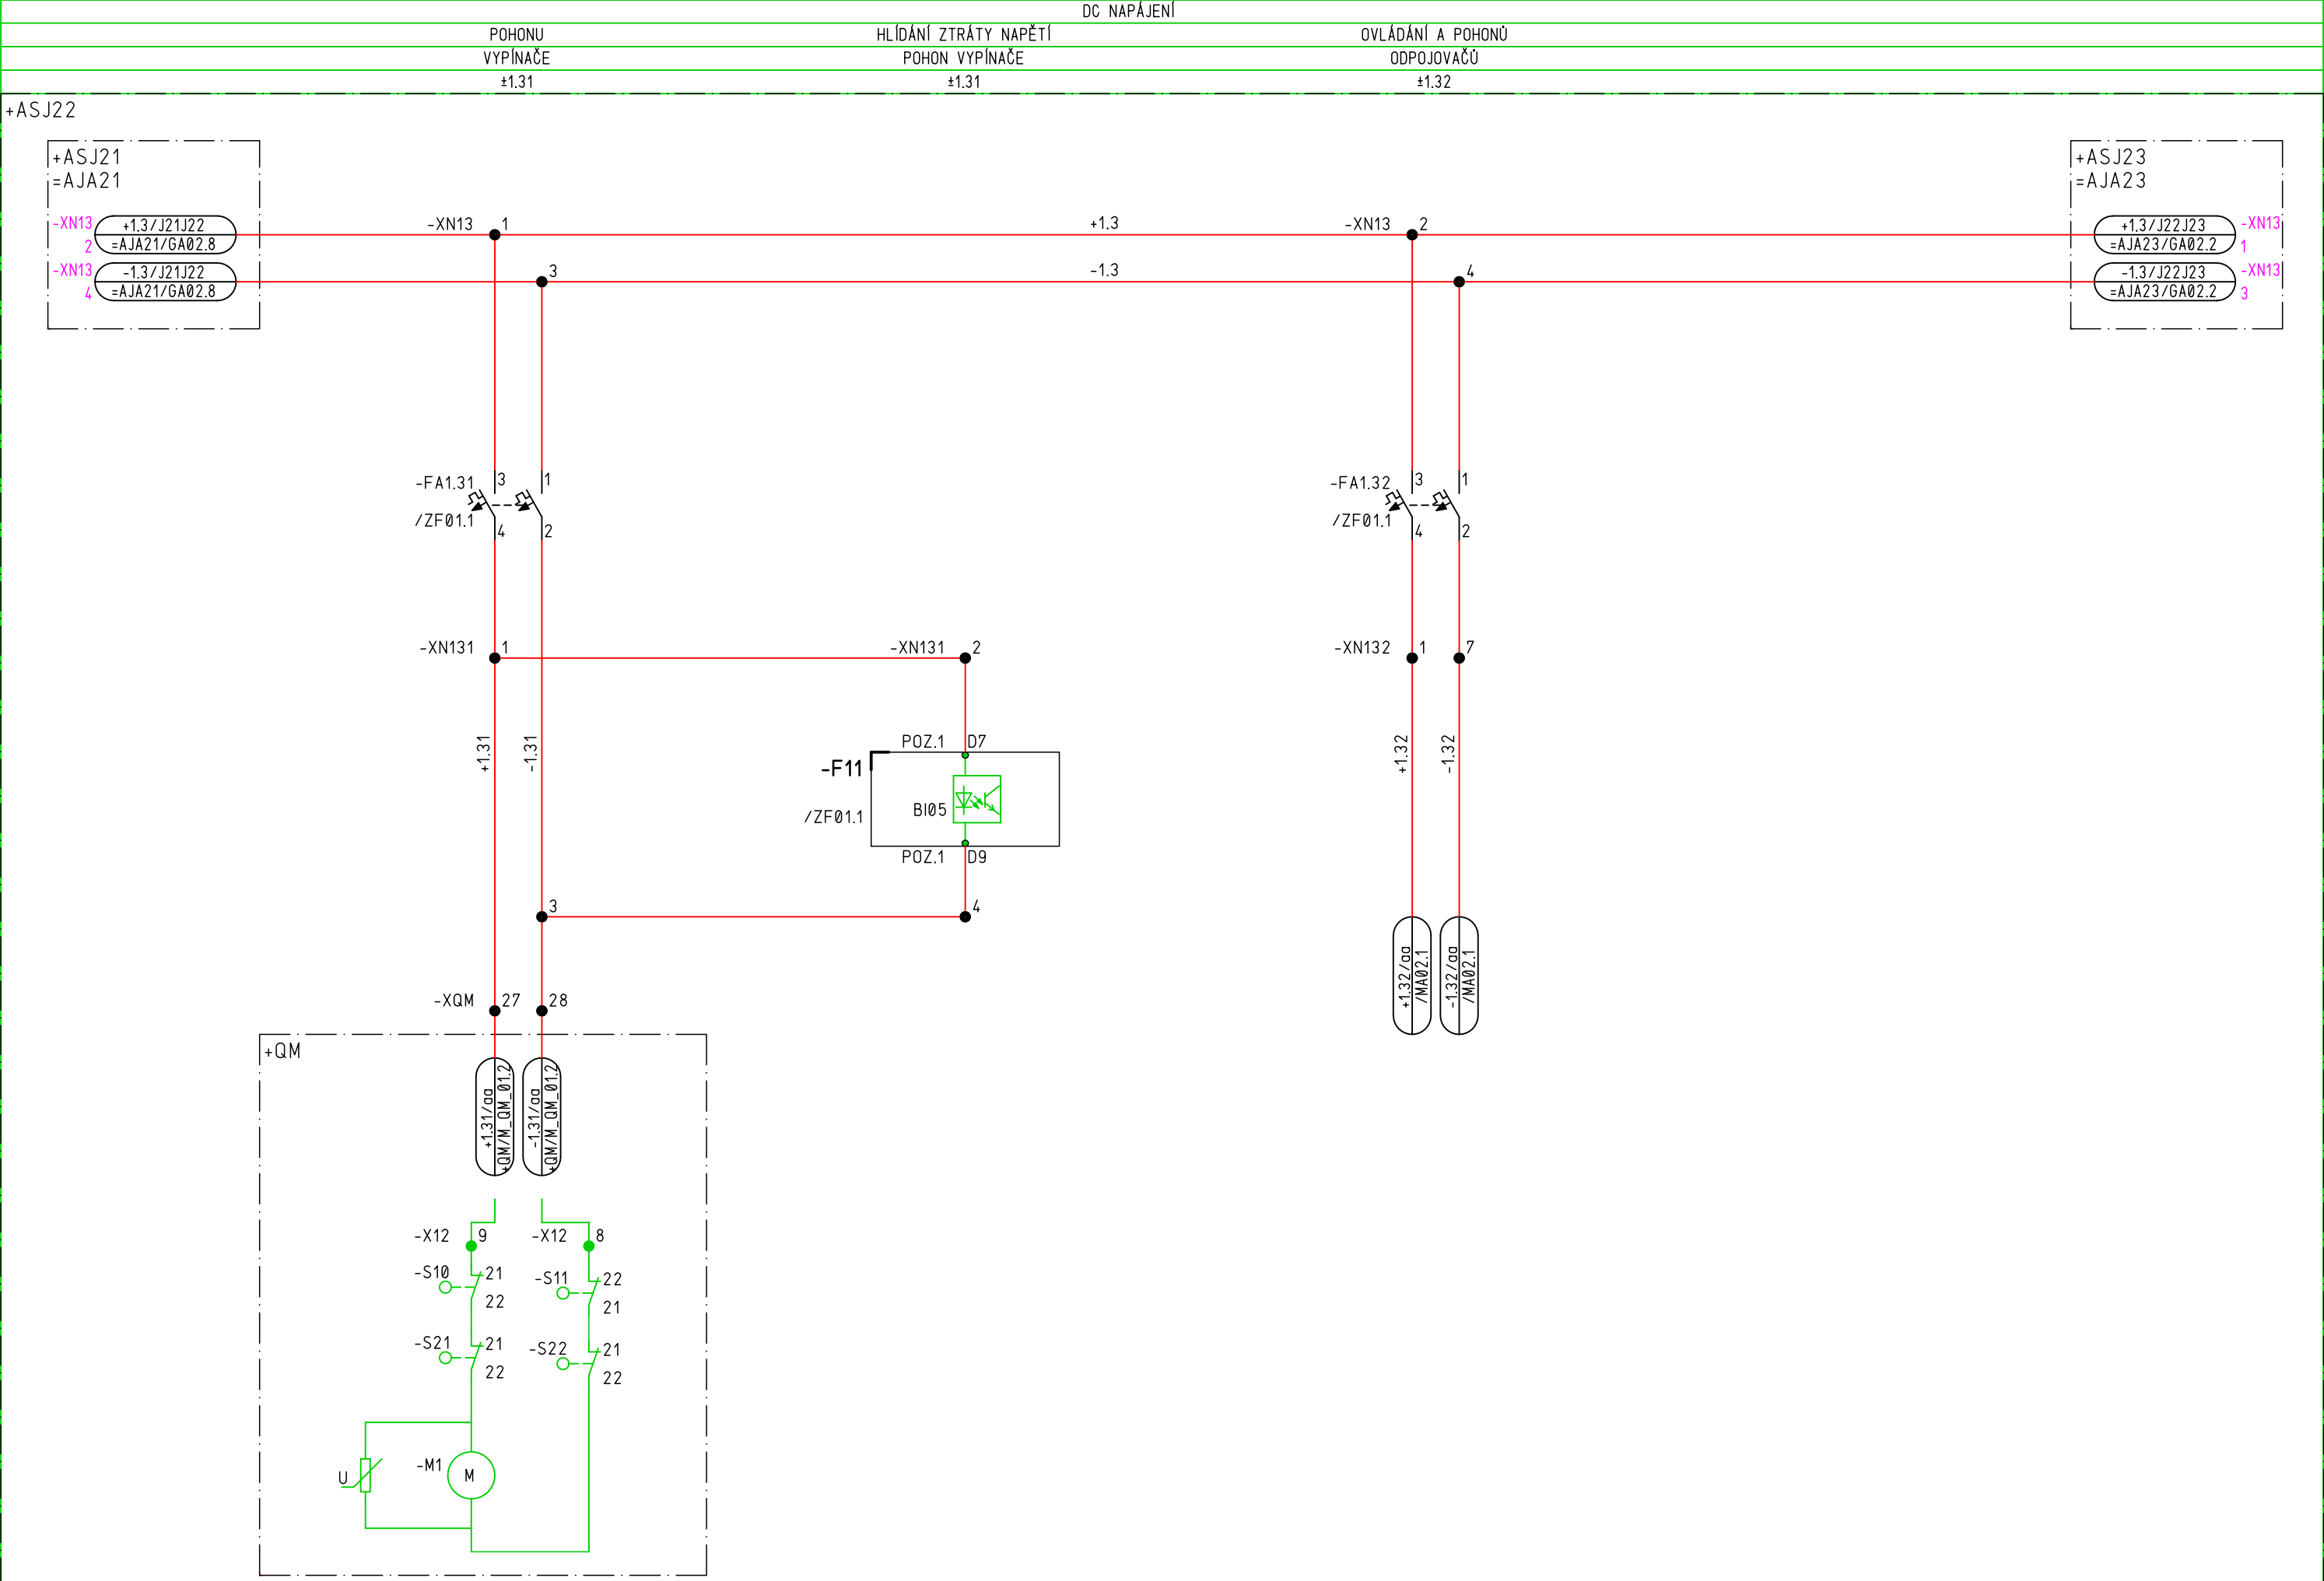 DC NAPÁJENÍ
POHONU
HLÍDÁNÍ ZTRÁTY NAPĚTÍ
OVLÁDÁNÍ A POHONŮ
VYPÍNAČE
POHON VYPÍNAČE
ODPOJOVAČŮ
±1.31
±1.31
±1.32
+ASJ22
+ASJ21
=AJA21
+ASJ23
=AJA23
-XN13
2
+1.3/J21J22
=AJA21/GA02.8
-XN13
1
+1.3
-XN13
2
+1.3/J22J23
=AJA23/GA02.2
-XN13
1
-XN13
4
-1.3/J21J22
=AJA21/GA02.8
3
-1.3
4
-1.3/J22J23
=AJA23/GA02.2
-XN13
3
-FA1.31
/ZF01.1
3
4
1
2
-FA1.32
/ZF01.1
3
4
1
2
-XN131
1
-XN131
2
-XN132
1
7
+1.31
-1.31
+1.32
-1.32
POZ.1
D7
-F11
BI05
/ZF01.1
POZ.1
D9
3
4
+1.32/aa
/MA02.1
-1.32/aa
/MA02.1
-XQM
27
28
+QM
+1.31/aa
+QM/M_QM_01.2
-1.31/aa
+QM/M_QM_01.2
-X12
9
-X12
8
-S10
21
22
-S11
22
21
-S21
21
22
-S22
21
22
U
-M1
M